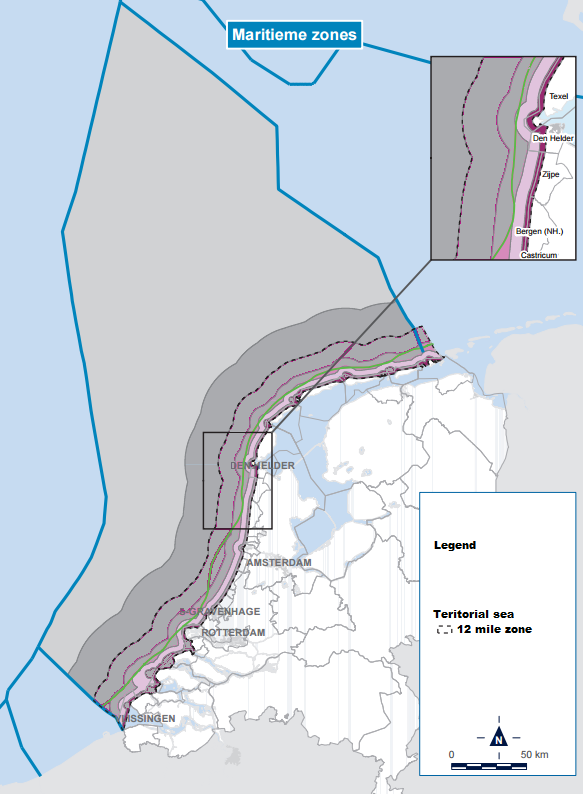 Maritieme zones
Texel
Den Helder
Zijpe
Bergen (NH.)
Castricum
DEN HELDER
AMSTERDAM
S-GRAVENHAGE
ROTTERDAM
VLISSINGEN
Legend
Teritorial sea
12 mile zone
N
0 50 km